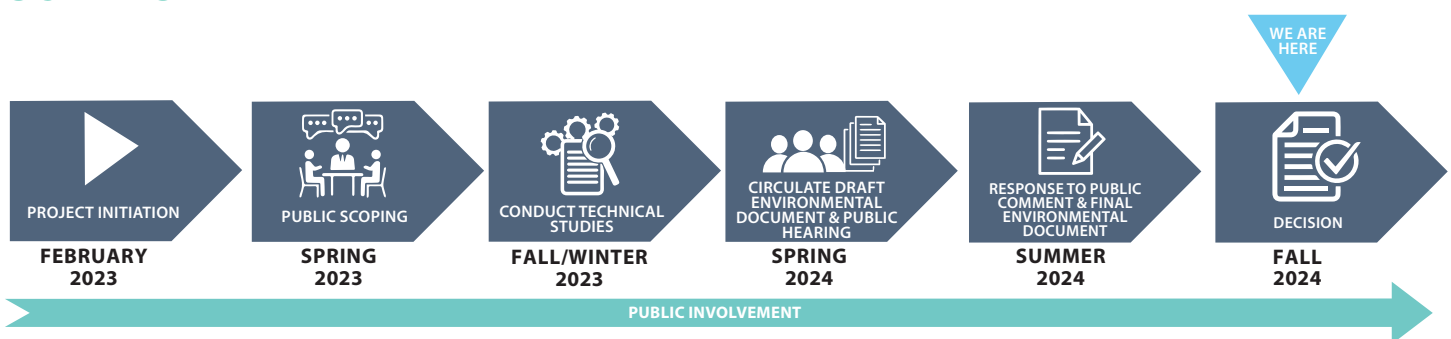 WE ARE
HERE
PROJECT INITIATION
FEBRUARY
2023
PUBLIC SCOPING
SPRING
2023
CONDUCT TECHNICAL
STUDIES
FALL/WINTER
2023
CIRCULATE DRAFT
ENVIRONMENTAL
DOCUMENT & PUBLIC
HEARING
SPRING
2024
RESPONSE TO PUBLIC
COMMENT & FINAL
ENVIRONMENTAL
DOCUMENT
SUMMER
2024
DECISION
FALL
2024
PUBLIC INVOLVEMENT